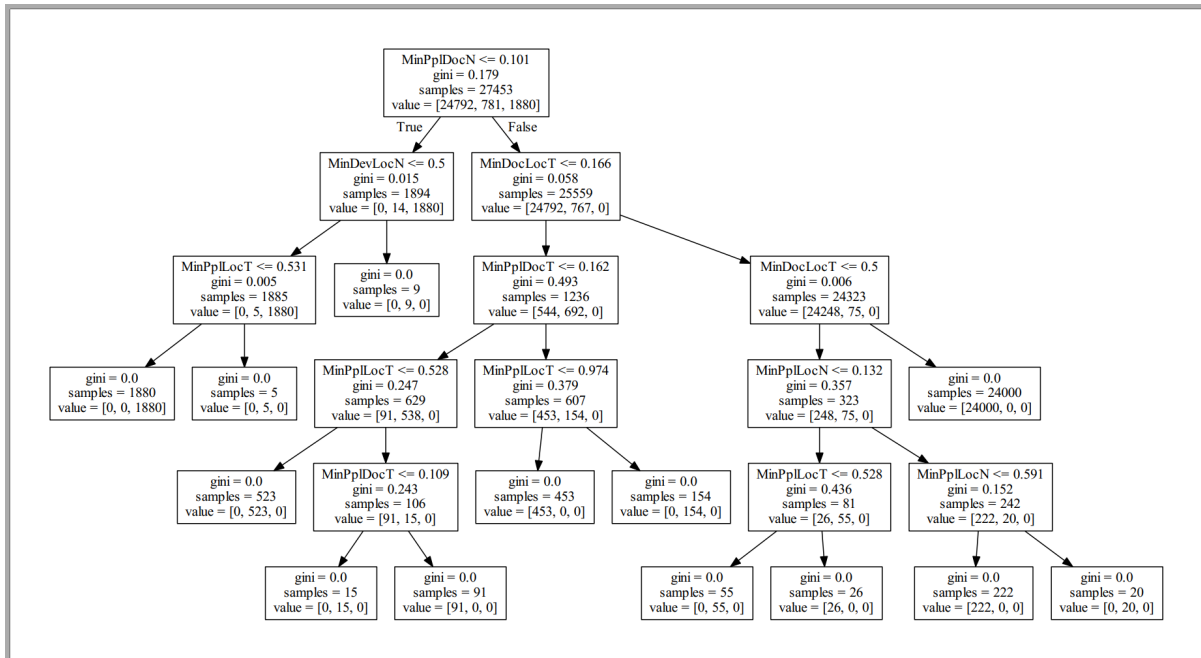 MinPplDocN <= 0.101
gini = 0.179
samples = 27453
value = [24792, 781, 1880]
True
False
MinDevLocN <= 0.5
gini = 0.015
samples = 1894
value = [0, 14, 1880]
MinDocLocT <= 0.166
gini = 0.058
samples = 25559
value = [24792, 767, 0]
MinPplLocT <= 0.531
gini = 0.005
samples = 1885
value = [0, 5, 1880]
gini = 0.0
samples = 9
value = [0, 9, 0]
MinPplDocT <= 0.162
gini = 0.493
samples = 1236
value = [544, 692, 0]
MinDocLocT <= 0.5
gini = 0.006
samples = 24323
value = [24248, 75, 0]
gini = 0.0
samples = 1880
value = [0, 0, 1880]
gini = 0.0
samples = 5
value = [0, 5, 0]
MinPplLocT <= 0.528
gini = 0.247
samples = 629
value = [91, 538, 0]
MinPplLocT <= 0.974
gini = 0.379
samples = 607
value = [453, 154, 0]
MinPplLocN <= 0.132
gini = 0.357
samples = 323
value = [248, 75, 0]
gini = 0.0
samples = 24000
value = [24000, 0, 0]
gini = 0.0
samples = 523
value = [0, 523, 0]
MinPplDocT <= 0.109
gini = 0.243
samples = 106
value = [91, 15, 0]
gini = 0.0
samples = 453
value = [453, 0, 0]
gini = 0.0
samples = 154
value = [0, 154, 0]
MinPplLocT <= 0.528
gini = 0.436
samples = 81
value = [26, 55, 0]
MinPplLocN <= 0.591
gini = 0.152
samples = 242
value = [222, 20, 0]
gini = 0.0
samples = 15
value = [0, 15, 0]
gini = 0.0
samples = 91
value = [91, 0, 0]
gini = 0.0
samples = 55
value = [0, 55, 0]
gini = 0.0
samples = 26
value = [26, 0, 0]
gini = 0.0
samples = 222
value = [222, 0, 0]
gini = 0.0
samples = 20
value = [0, 20, 0]